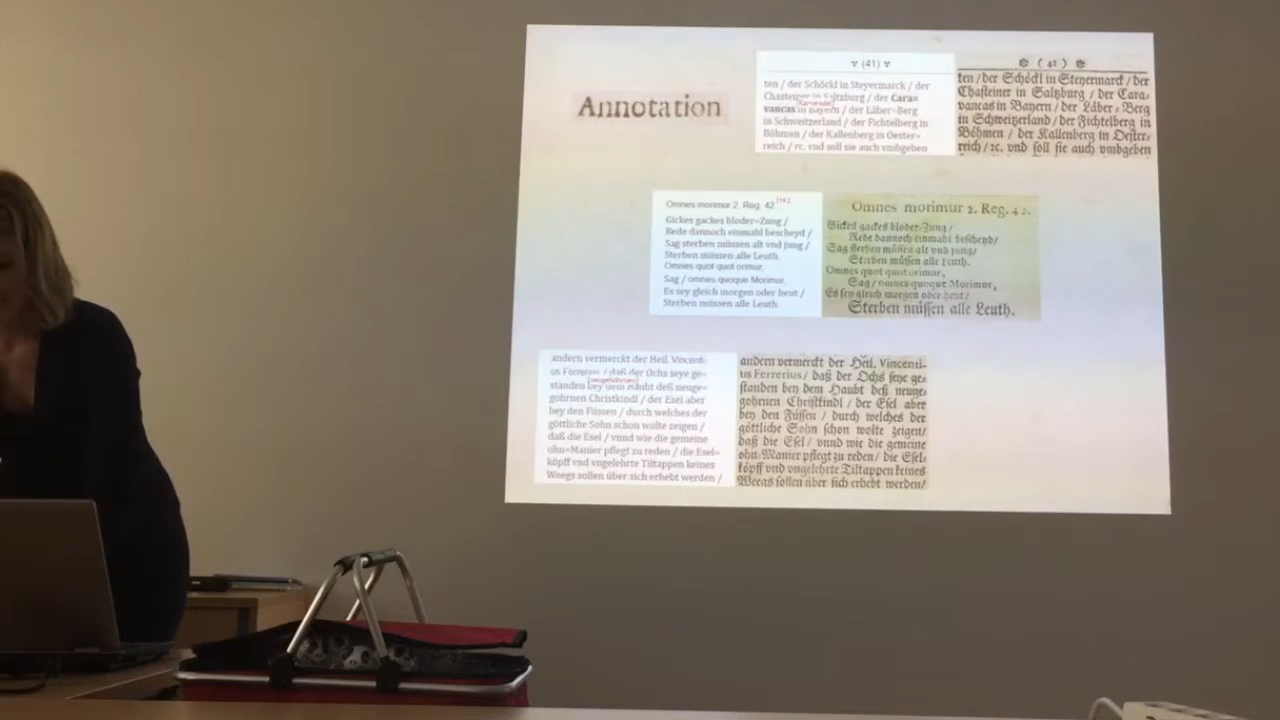 Annotation
(41)
ten / der Schöckl in Steyermarck / der
Chasteiner in Saltzburg / der Cara=
Karwendel
vancas in Bayern / der Läber=Berg
in Schweitzerland / der Fichtelberg in
Böhmen / der Kallenberg in Oester=
reich / rc. vnd soll sie auch vmbgeben
( 41 )
ten / der Schöckl in Steyermarck / der
Chasteiner in Saltzburg / der Cara=
vancas in Bayern / der Läber=Berg
in Schweitzerland / der Fichtelberg in
Böhmen / der Kallenberg in Oester=
reich / ꝛc. vnd soll sie auch vmbgeben
Omnes morimur 2. Reg. 42 [14]
Gickes gackes bloder=Zung /
Rede dannoch einmahl bescheyd /
Sag sterben müssen alt vnd jung /
Sterben müssen alle Leuth.
Omnes quot quot orimur,
Sag / omnes quoque Morimur,
Es sey gleich morgen oder heut /
Sterben müssen alle Leuth.
Omnes morimur 2. Reg. 42.
Gickes gackes bloder=Zung /
Rede dannoch einmahl bescheyd /
Sag sterben müssen alt vnd jung /
Sterben müssen alle Leuth.
Omnes quot quot orimur,
Sag / omnes quoque Morimur,
Es sey gleich morgen oder heut /
Sterben müssen alle Leuth.
andern vermerckt der Heil. Vincenti-
us Ferrerius / daß der Ochs seye ge=
[neugebohrnen]
standen bey dem Haubt deß neuge=
gohrnen Christkindl / der Esel aber
bey den Füssen / durch welches der
göttliche Sohn schon wolte zeigen /
daß die Esel / vnnd wie die gemeine
ohn=Manier pflegt zu reden / die Esel=
köpff vnd vngelehrte Tiltappen keines
Weegs sollen über sich erhebt werden /
andern vermerckt der Heil. Vincenti-
us Ferrerius / daß der Ochs seye ge=
standen bey dem Haubt deß neuge=
gohrnen Christkindl / der Esel aber
bey den Füssen / durch welches der
göttliche Sohn schon wolte zeigen /
daß die Esel / vnnd wie die gemeine
ohn=Manier pflegt zu reden / die Esel=
köpff vnd vngelehrte Tiltappen keines
Weegs sollen über sich erhebt werden /